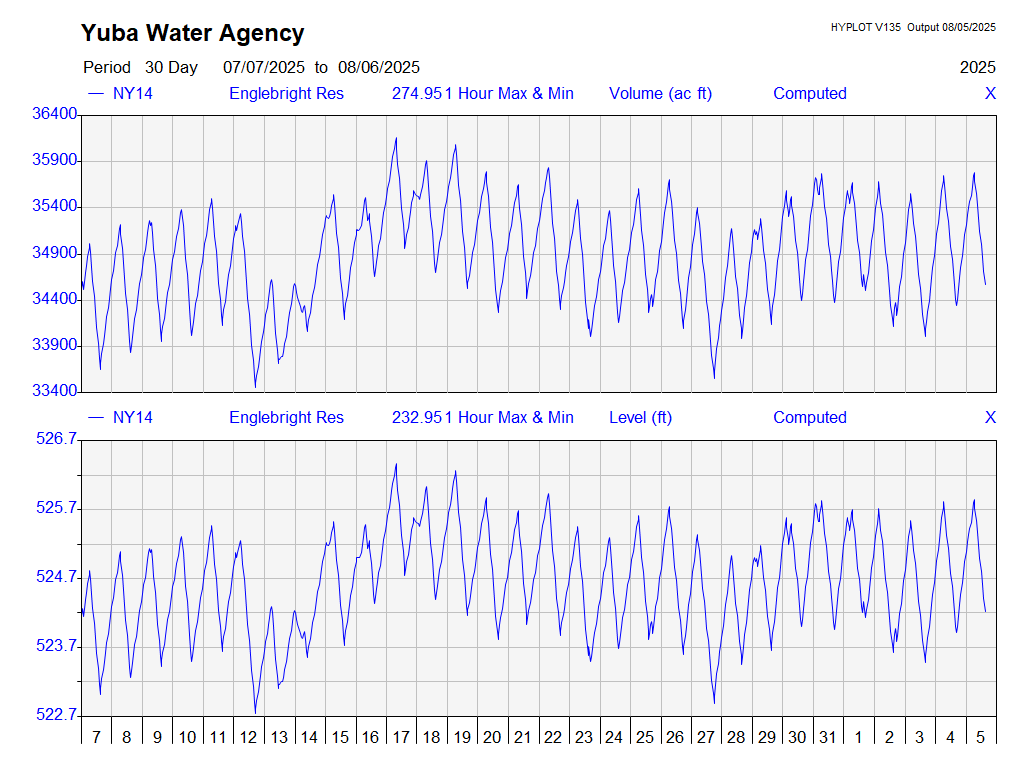 Yuba Water Agency
HYPLOT V135 Output 08/05/2025
Period 30 Day 07/07/2025 to 08/06/2025 2025
NY14 Englebright Res 274.951 Hour Max & Min Volume (ac ft) Computed X
36400
35900
35400
34900
34400
33900
33400
NY14 Englebright Res 232.951 Hour Max & Min Level (ft) Computed X
526.7
525.7
524.7
523.7
522.7
7 8 9 10 11 12 13 14 15 16 17 18 19 20 21 22 23 24 25 26 27 28 29 30 31 1 2 3 4 5